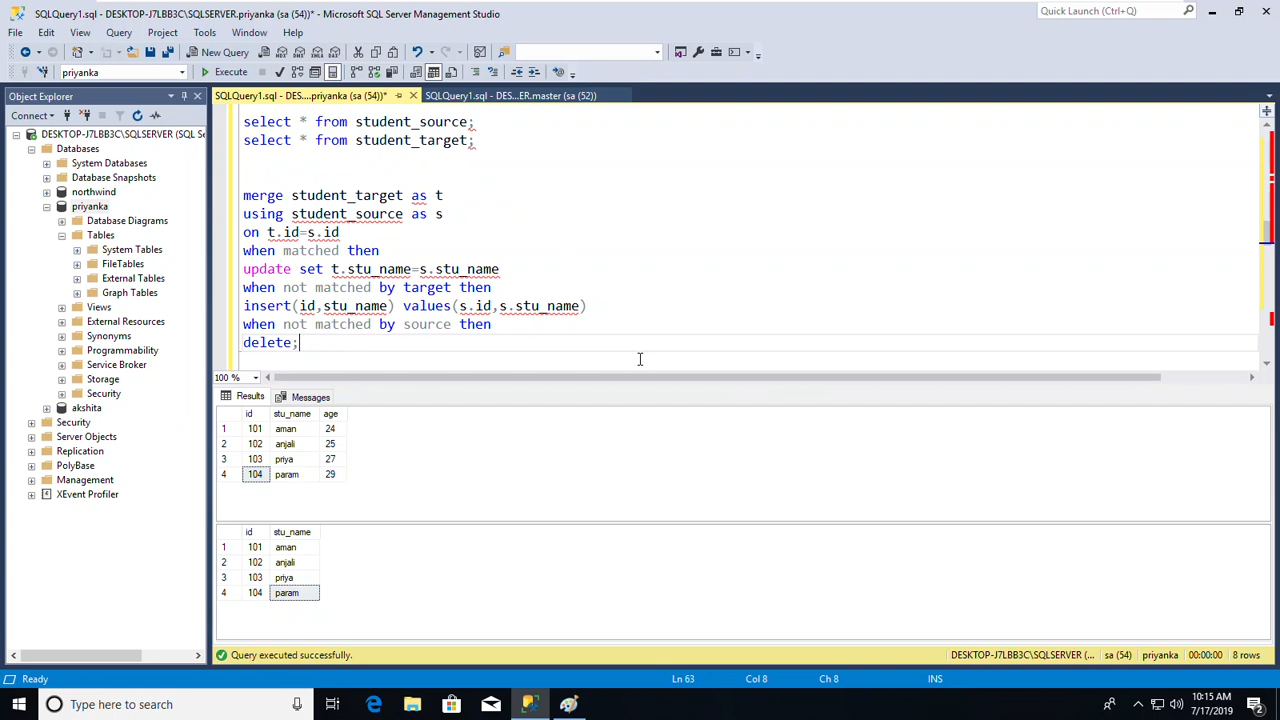 SQLQuery1.sql - DESKTOP-J7LBB3C\SQLSERVER.priyanka (sa (54))* - Microsoft SQL Server Management Studio
Quick Launch (Ctrl+Q)
File Edit View Query Project Tools Window Help
New Query
priyanka
Execute
Object Explorer
SQLQuery1.sql - DES....priyanka (sa (54))*
SQLQuery1.sql - DES...ER.master (sa (52))
Connect
DESKTOP-J7LBB3C\SQLSERVER (SQL Se
Databases
System Databases
Database Snapshots
northwind
priyanka
Database Diagrams
Tables
System Tables
FileTables
External Tables
Graph Tables
Views
External Resources
Synonyms
Programmability
Service Broker
Storage
Security
akshita
Security
Server Objects
Replication
PolyBase
Management
XEvent Profiler
select * from student_source;
select * from student_target;
merge student_target as t
using student_source as s
on t.id=s.id
when matched then
update set t.stu_name=s.stu_name
when not matched by target then
insert(id,stu_name) values(s.id,s.stu_name)
when not matched by source then
delete;
100 %
Results Messages
id stu_name age
1 101 aman 24
2 102 anjali 25
3 103 priya 27
4 104 param 29
id stu_name
1 101 aman
2 102 anjali
3 103 priya
4 104 param
Query executed successfully.
DESKTOP-J7LBB3C\SQLSERVER (... sa (54) priyanka 00:00:00 8 rows
Ready
Ln 63 Col 8 Ch 8 INS
Type here to search
10:15 AM
7/17/2019
2